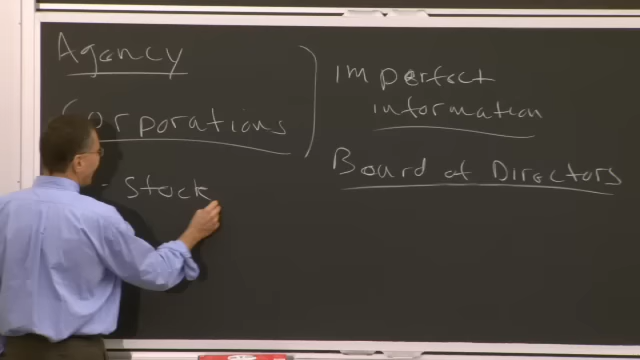 Agency
Corporations
- Stock
Imperfect
information
Board of Directors